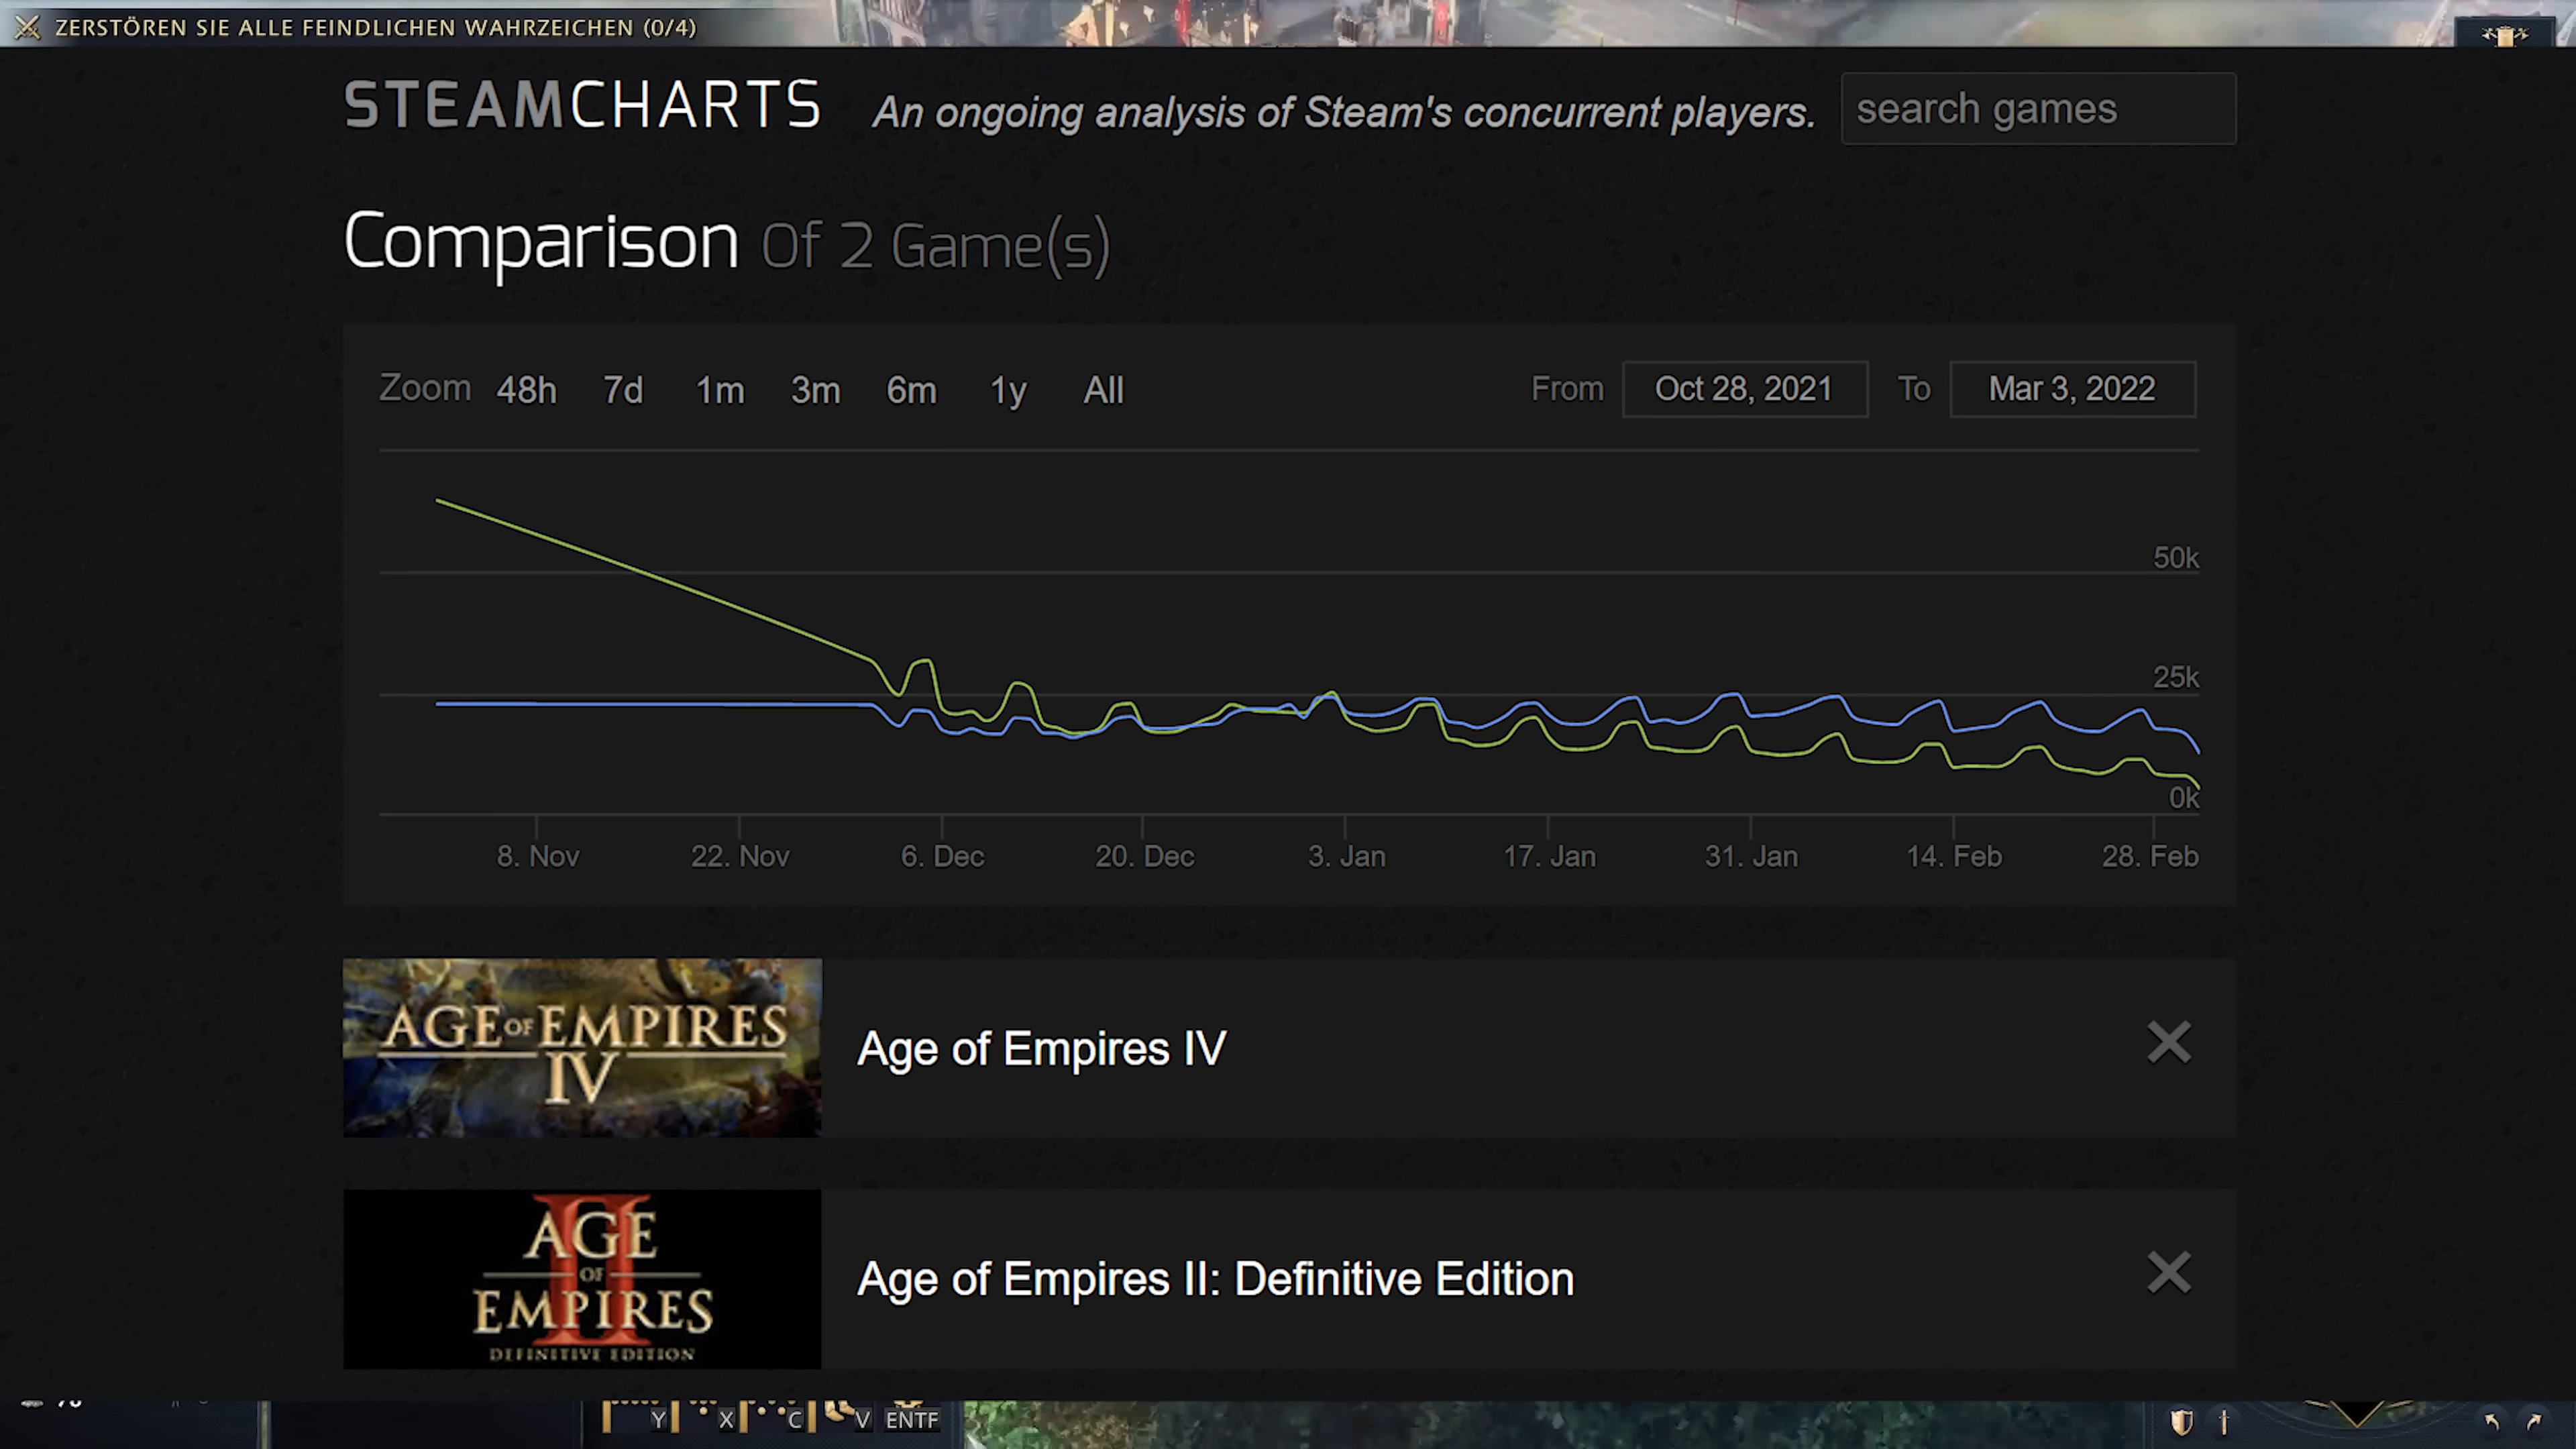 ZERSTÖREN SIE ALLE FEINDLICHEN WAHRZEICHEN (0/4)
STEAMCHARTS An ongoing analysis of Steam's concurrent players. search games
Comparison Of 2 Game(s)
Zoom 48h 7d 1m 3m 6m 1y All From Oct 28, 2021 To Mar 3, 2022
50k
25k
0k
8. Nov 22. Nov 6. Dec 20. Dec 3. Jan 17. Jan 31. Jan 14. Feb 28. Feb
AGE OF EMPIRES
IV
Age of Empires IV
II
AGE
OF
EMPIRES
DEFINITIVE EDITION
Age of Empires II: Definitive Edition
Y X C V ENTF